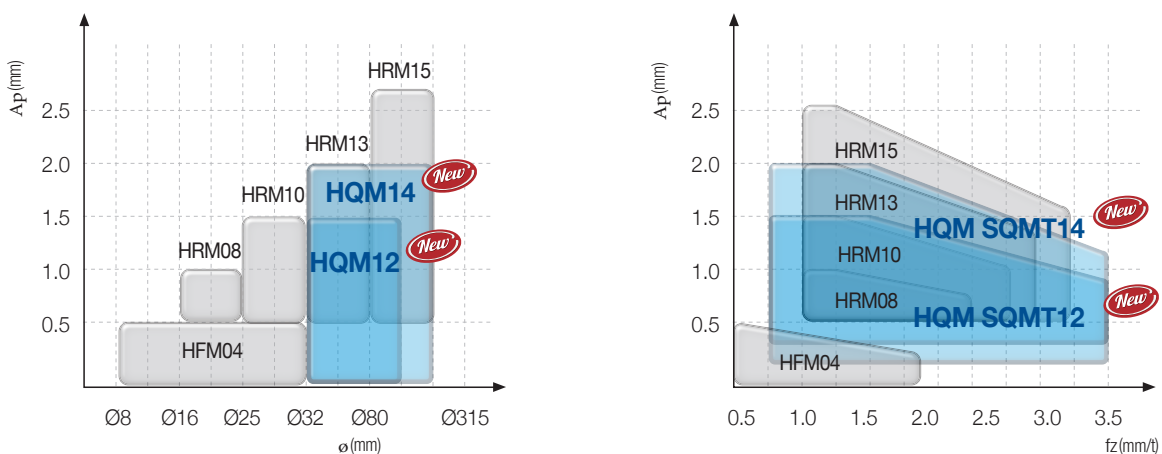 Ap(mm)
2.5
2.0
1.5
1.0
0.5
HRM15
HRM13
HQM14
New
HRM10
HRM08
HQM12
New
HFM04
Ø8
Ø16
Ø25
Ø32
Ø80
Ø315
ø(mm)
Ap(mm)
2.5
2.0
1.5
1.0
0.5
HRM15
HRM13
New
HQM SQMT14
HRM10
HRM08
New
HQM SQMT12
HFM04
0.5
1.0
1.5
2.0
2.5
3.0
3.5
fz(mm/t)